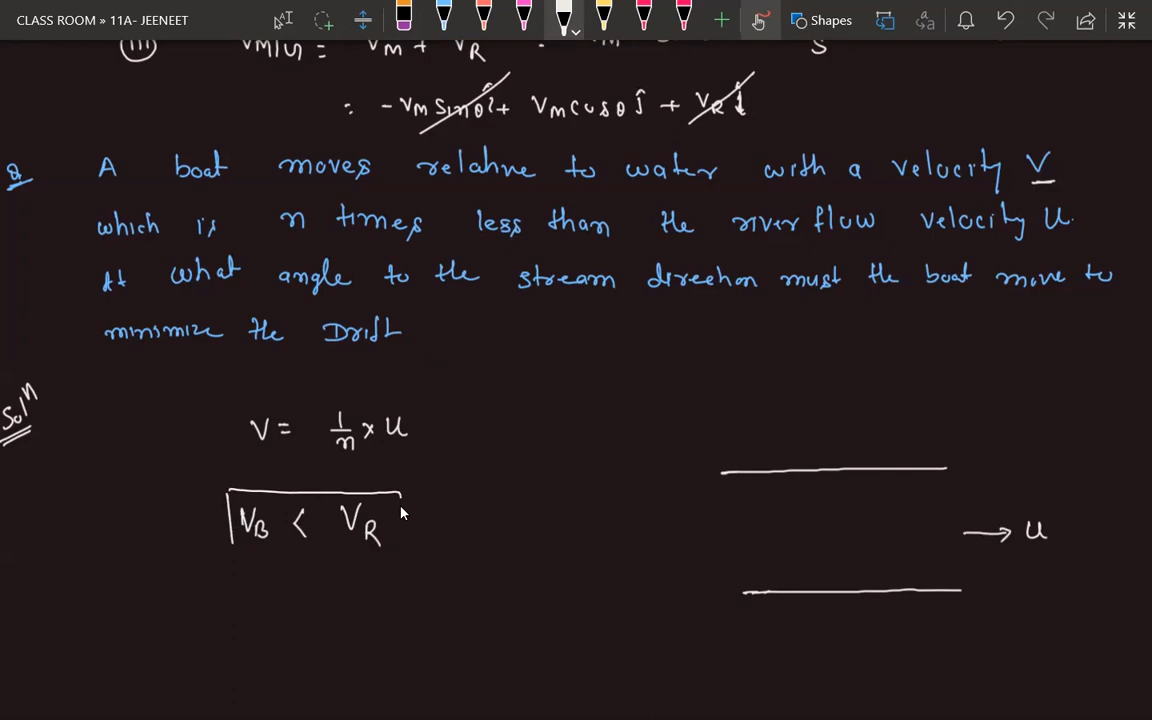 CLASS ROOM » 11A- JEENEET
Shapes
(III) VM/G = VM + VR
= - VM Sinθ î + VM Cosθ ĵ + VR î
Q A boat moves relative to water with a velocity V
which is n times less than the river flow velocity U.
At what angle to the stream direction must the boat move to
minimize the Drift
Solⁿ
V = 1/n × U
VB < VR
→ U